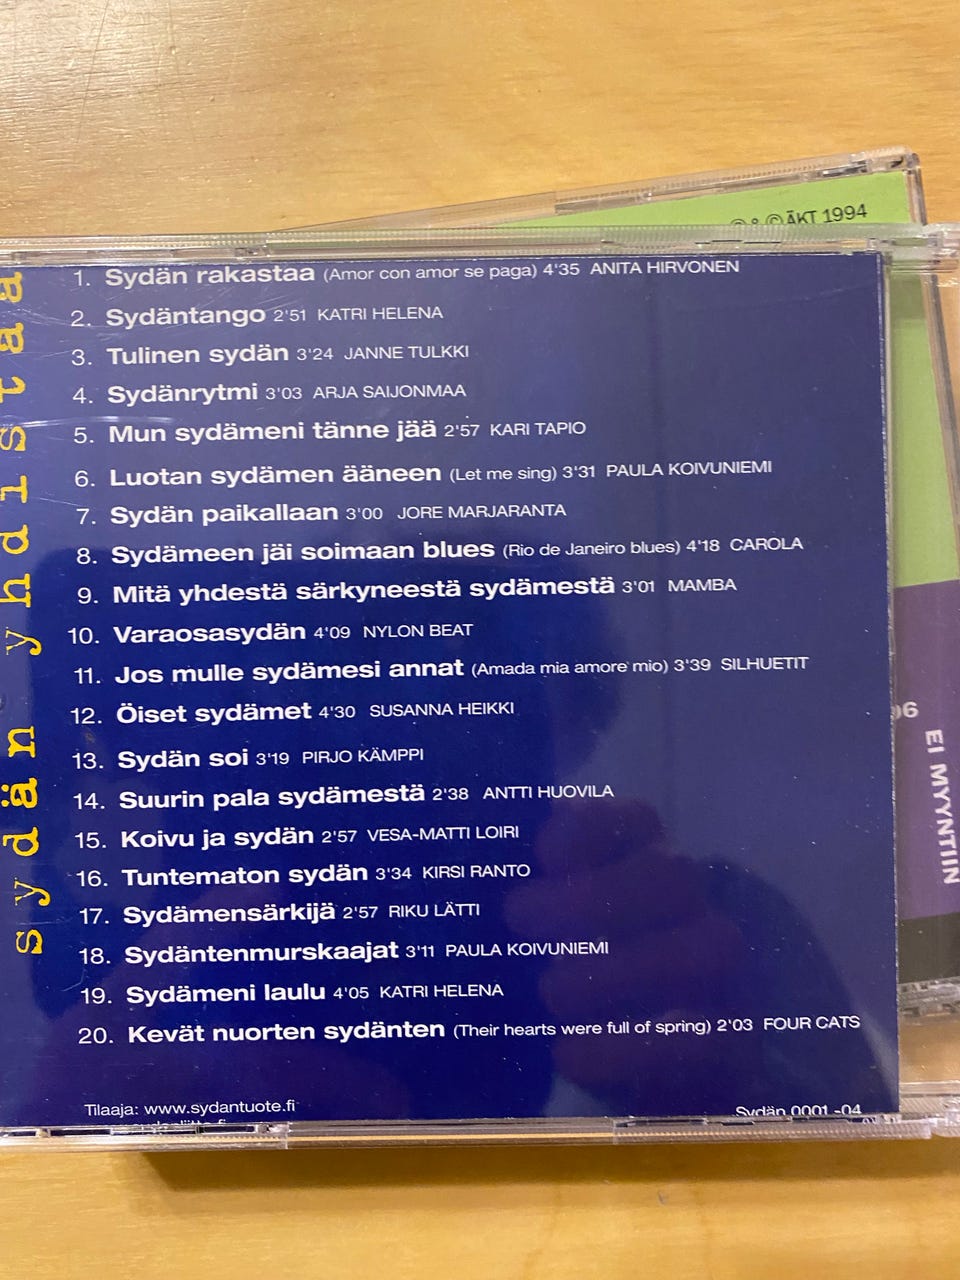 ℗ & © ÄKT 1994
sydän yhdistää
1. Sydän rakastaa (Amor con amor se paga) 4'35 ANITA HIRVONEN
2. Sydäntango 2'51 KATRI HELENA
3. Tulinen sydän 3'24 JANNE TULKKI
4. Sydänrytmi 3'03 ARJA SAIJONMAA
5. Mun sydämeni tänne jää 2'57 KARI TAPIO
6. Luotan sydämen ääneen (Let me sing) 3'31 PAULA KOIVUNIEMI
7. Sydän paikallaan 3'00 JORE MARJARANTA
8. Sydämeen jäi soimaan blues (Rio de Janeiro blues) 4'18 CAROLA
9. Mitä yhdestä särkyneestä sydämestä 3'01 MAMBA
10. Varaosasydän 4'09 NYLON BEAT
11. Jos mulle sydämesi annat (Amada mia amore mio) 3'39 SILHUETIT
12. Öiset sydämet 4'30 SUSANNA HEIKKI
13. Sydän soi 3'19 PIRJO KÄMPPI
14. Suurin pala sydämestä 2'38 ANTTI HUOVILA
15. Koivu ja sydän 2'57 VESA-MATTI LOIRI
16. Tuntematon sydän 3'34 KIRSI RANTO
17. Sydämensärkijä 2'57 RIKU LÄTTI
18. Sydäntenmurskaajat 3'11 PAULA KOIVUNIEMI
19. Sydämeni laulu 4'05 KATRI HELENA
20. Kevät nuorten sydänten (Their hearts were full of spring) 2'03 FOUR CATS
Tilaaja: www.sydantuote.fi
Sydän 0001 -04
06
EI MYYNTIIN